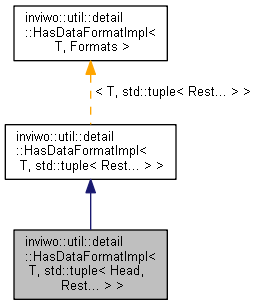 inviwo::util::detail
::HasDataFormatImpl<
T, Formats >
< T, std::tuple< Rest... > >
inviwo::util::detail
::HasDataFormatImpl<
T, std::tuple< Rest... > >
inviwo::util::detail
::HasDataFormatImpl<
T, std::tuple< Head,
Rest... > >